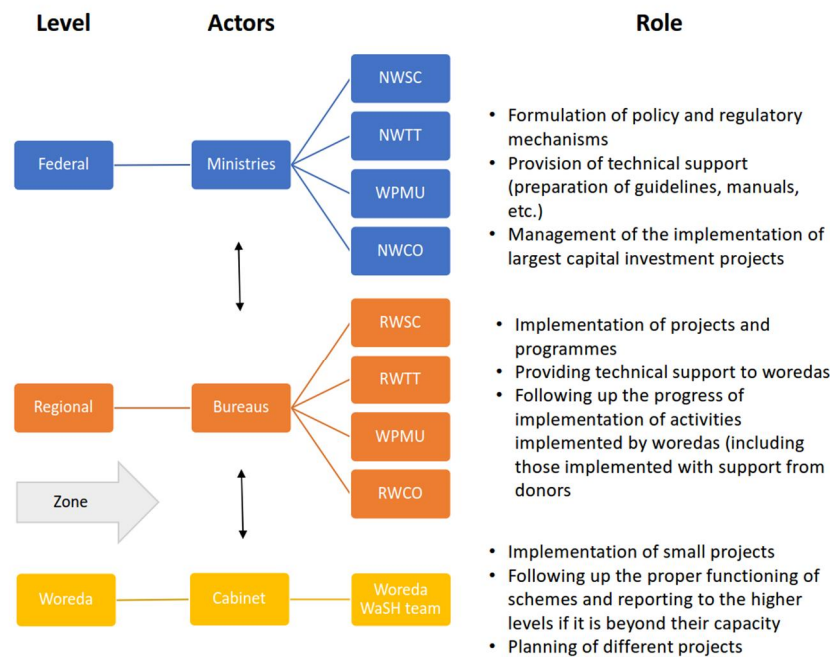 Level Actors Role
Federal
Ministries
NWSC
NWTT
WPMU
NWCO
• Formulation of policy and regulatory
mechanisms
• Provision of technical support
(preparation of guidelines, manuals,
etc.)
• Management of the implementation of
largest capital investment projects
Regional
Bureaus
RWSC
RWTT
WPMU
RWCO
• Implementation of projects and
programmes
• Providing technical support to woredas
• Following up the progress of
implementation of activities
implemented by woredas (including
those implemented with support from
donors
Zone
Woreda
Cabinet
Woreda
WaSH team
• Implementation of small projects
• Following up the proper functioning of
schemes and reporting to the higher
levels if it is beyond their capacity
• Planning of different projects